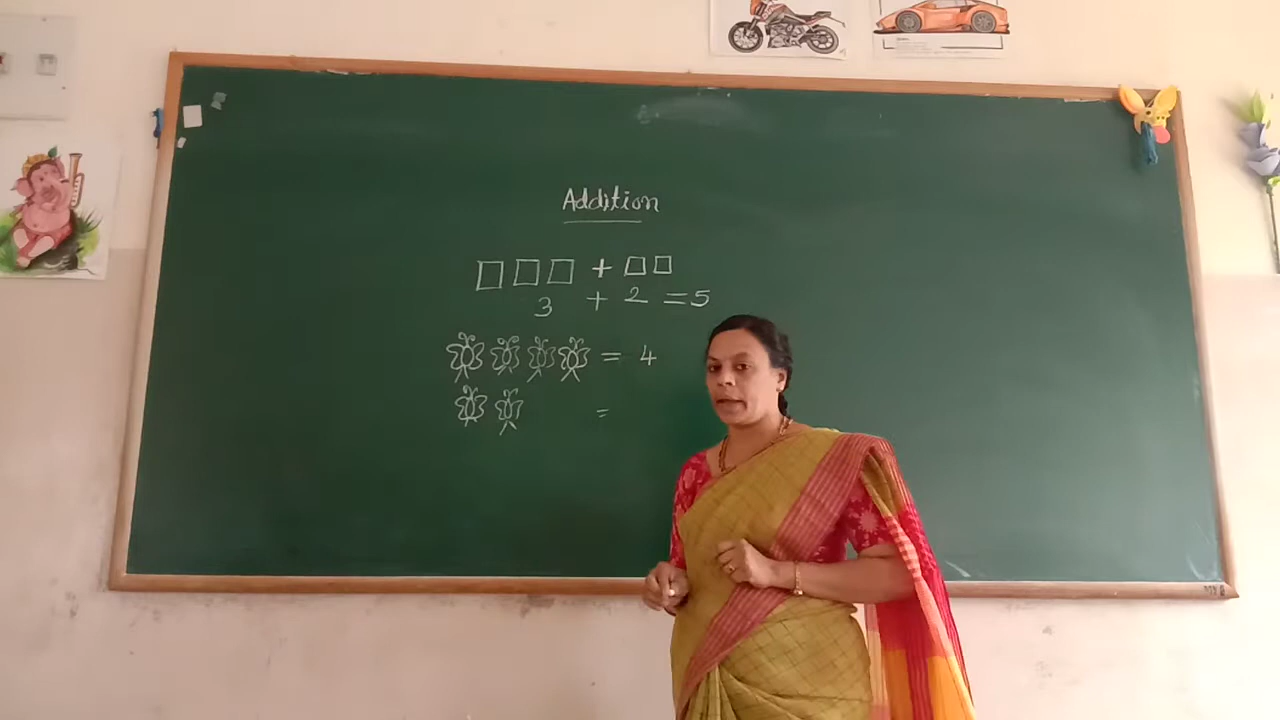 Addition
□ □ □ + □ □
3 + 2 = 5
= 4
=